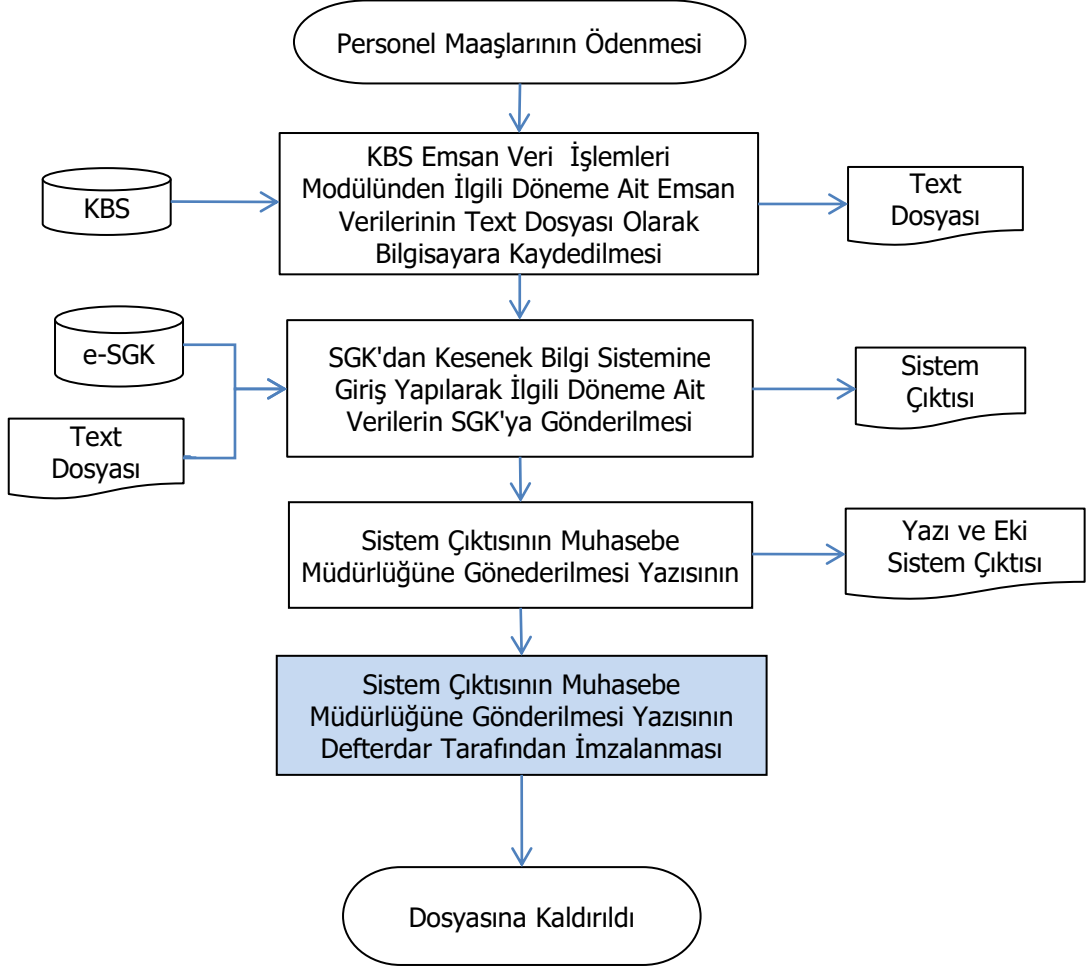 Personel Maaşlarının Ödenmesi
KBS
KBS Emsan Veri İşlemleri
Modülünden İlgili Döneme Ait Emsan
Verilerinin Text Dosyası Olarak
Bilgisayara Kaydedilmesi
Text
Dosyası
e-SGK
Text
Dosyası
SGK'dan Kesenek Bilgi Sistemine
Giriş Yapılarak İlgili Döneme Ait
Verilerin SGK'ya Gönderilmesi
Sistem
Çıktısı
Sistem Çıktısının Muhasebe
Müdürlüğüne Gönederilmesi Yazısının
Yazı ve Eki
Sistem Çıktısı
Sistem Çıktısının Muhasebe
Müdürlüğüne Gönderilmesi Yazısının
Defterdar Tarafından İmzalanması
Dosyasına Kaldırıldı